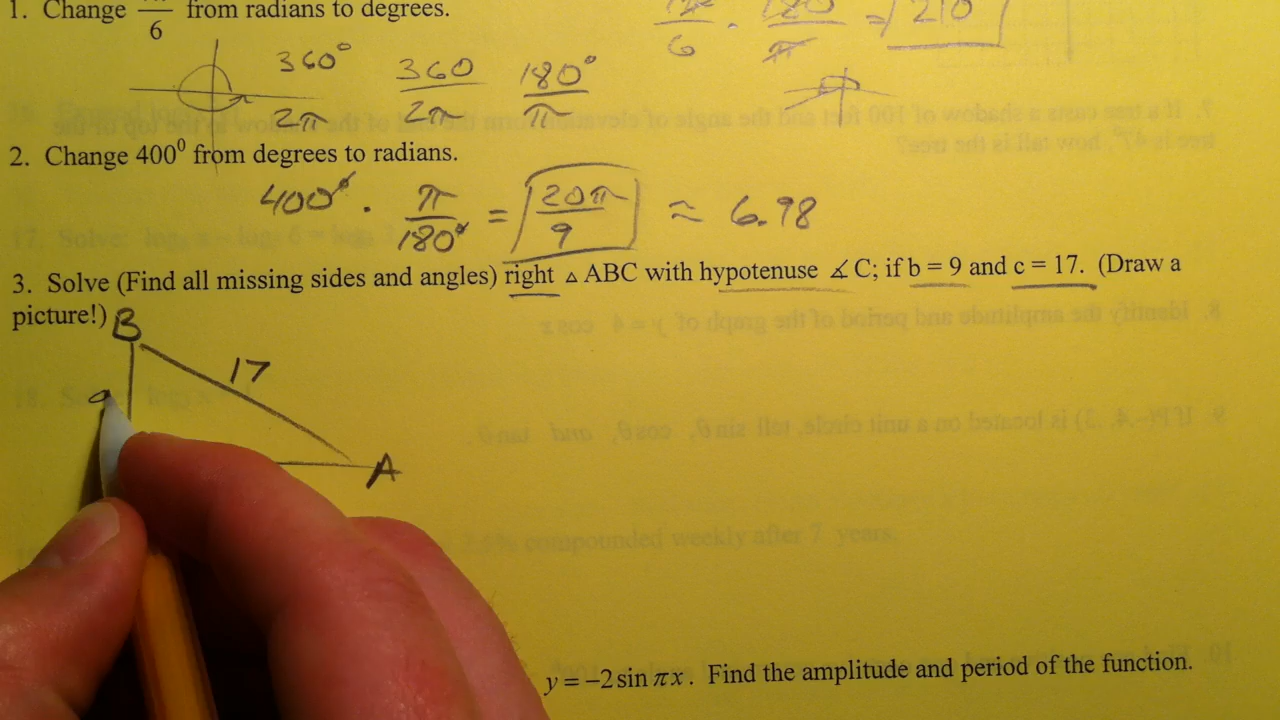 1. Change 6 from radians to degrees.
6 · 180 π = 210
360° 2π 360 2π 180° π
2. Change 400⁰ from degrees to radians.
400° · π 180° = 20π 9 ≈ 6.98
3. Solve (Find all missing sides and angles) right △ ABC with hypotenuse ∡ C; if b = 9 and c = 17. (Draw a
picture!) B
17
A
y = −2 sin πx. Find the amplitude and period of the function.